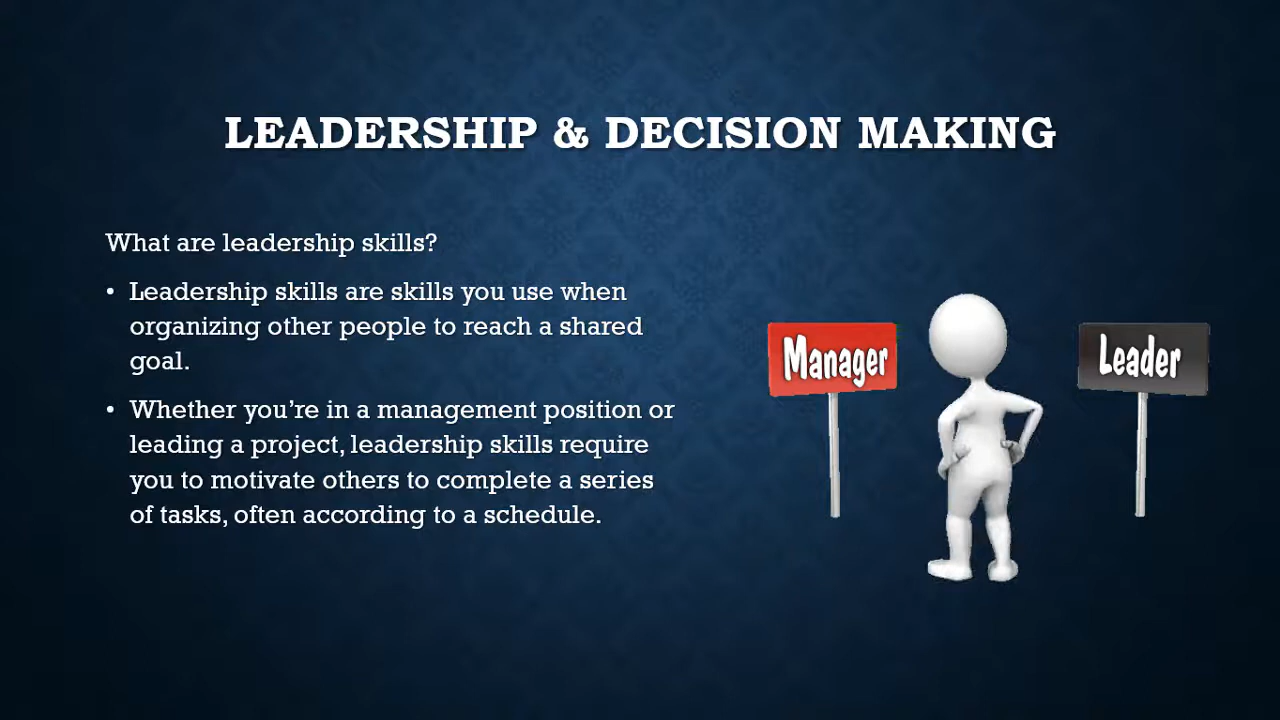 LEADERSHIP & DECISION MAKING
What are leadership skills?
• Leadership skills are skills you use when
organizing other people to reach a shared
goal.
• Whether you’re in a management position or
leading a project, leadership skills require
you to motivate others to complete a series
of tasks, often according to a schedule.
Manager
Leader